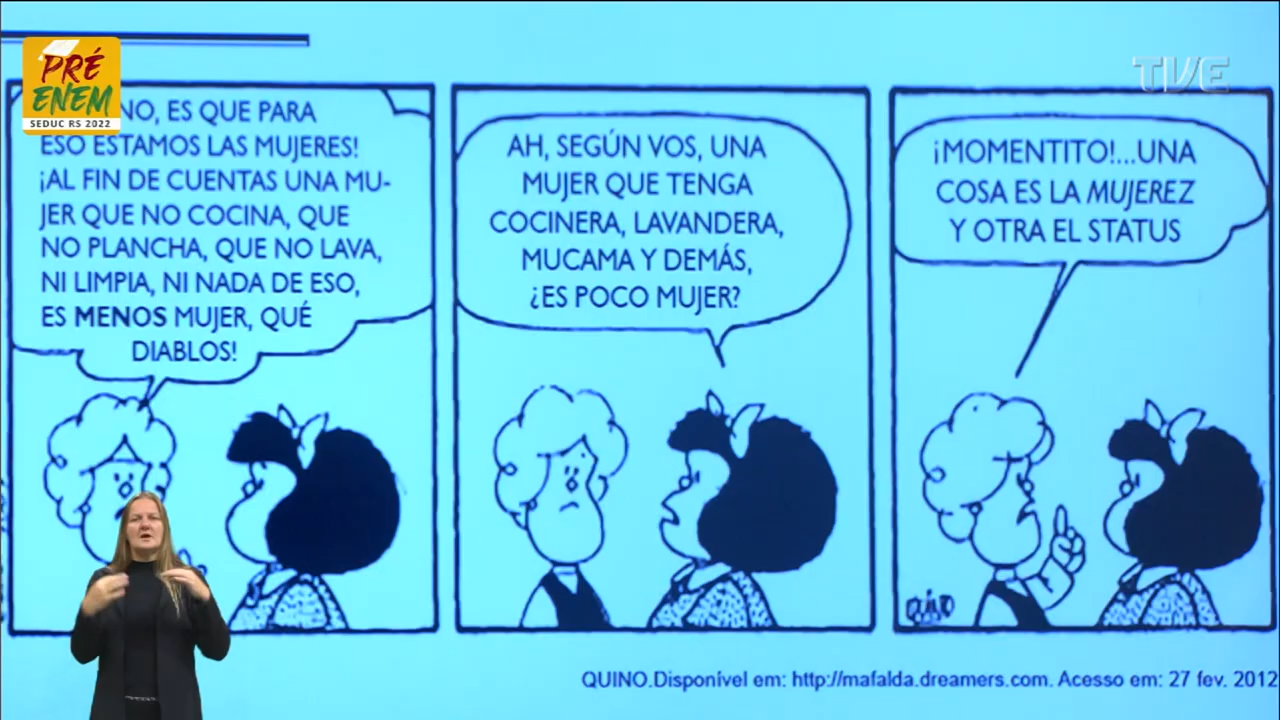 PRÉ
ENEM
SEDUC RS 2022
TVE
NO, ES QUE PARA
ESO ESTAMOS LAS MUJERES!
¡AL FIN DE CUENTAS UNA MU-
JER QUE NO COCINA, QUE
NO PLANCHA, QUE NO LAVA,
NI LIMPIA, NI NADA DE ESO,
ES MENOS MUJER, QUÉ
DIABLOS!
AH, SEGÚN VOS, UNA
MUJER QUE TENGA
COCINERA, LAVANDERA,
MUCAMA Y DEMÁS,
¿ES POCO MUJER?
¡MOMENTITO!...UNA
COSA ES LA MUJEREZ
Y OTRA EL STATUS
QUINO
QUINO.Disponível em: http://mafalda.dreamers.com. Acesso em: 27 fev. 2012